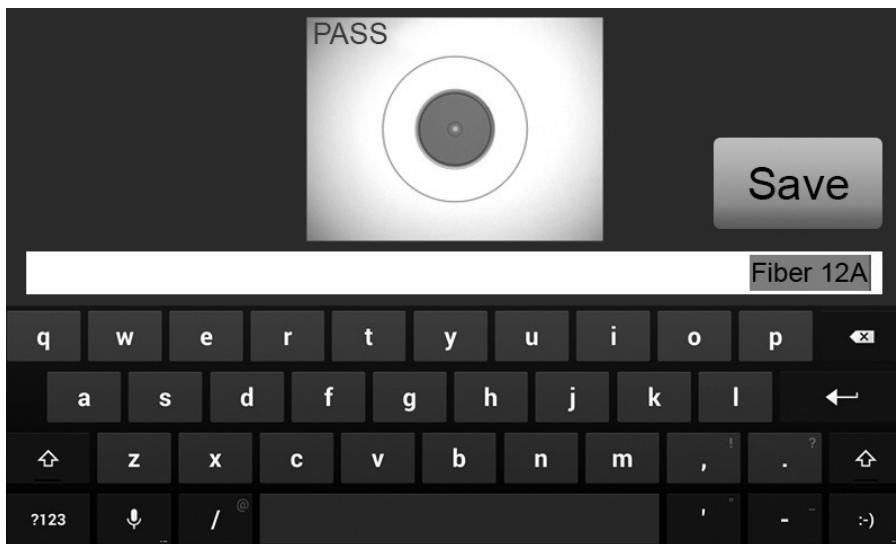 PASS
Save
Fiber 12A
q w e r t y u i o p
a s d f g h j k l
z x c v b n m , ! . ?
?123 / @ ' " - _ :-)